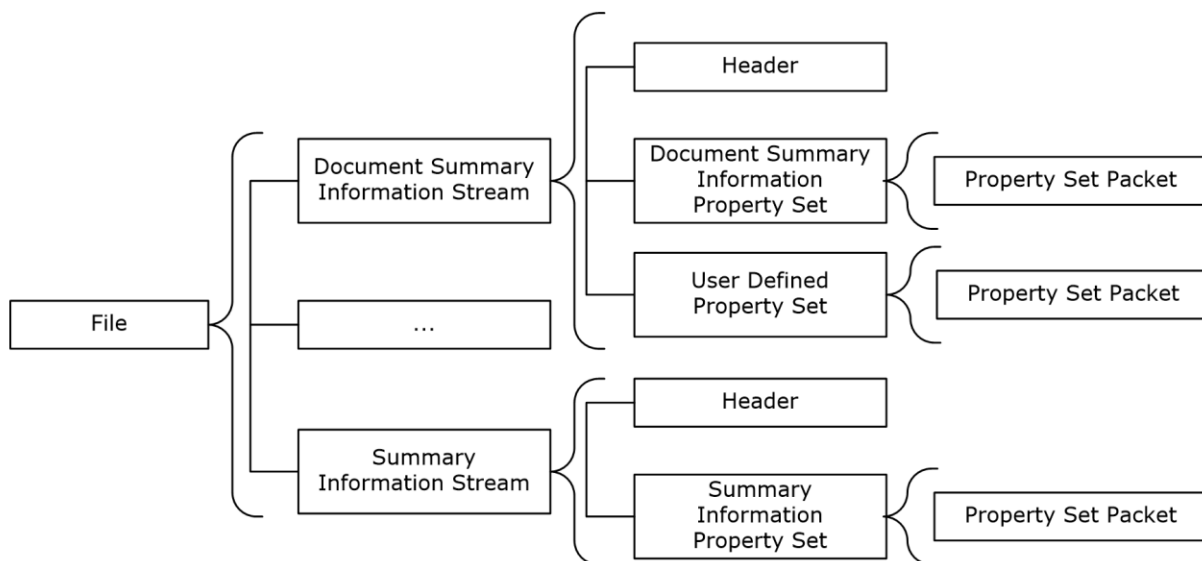 File
Document Summary
Information Stream
...
Summary
Information Stream
Header
Document Summary
Information
Property Set
User Defined
Property Set
Header
Summary
Information
Property Set
Property Set Packet
Property Set Packet
Property Set Packet